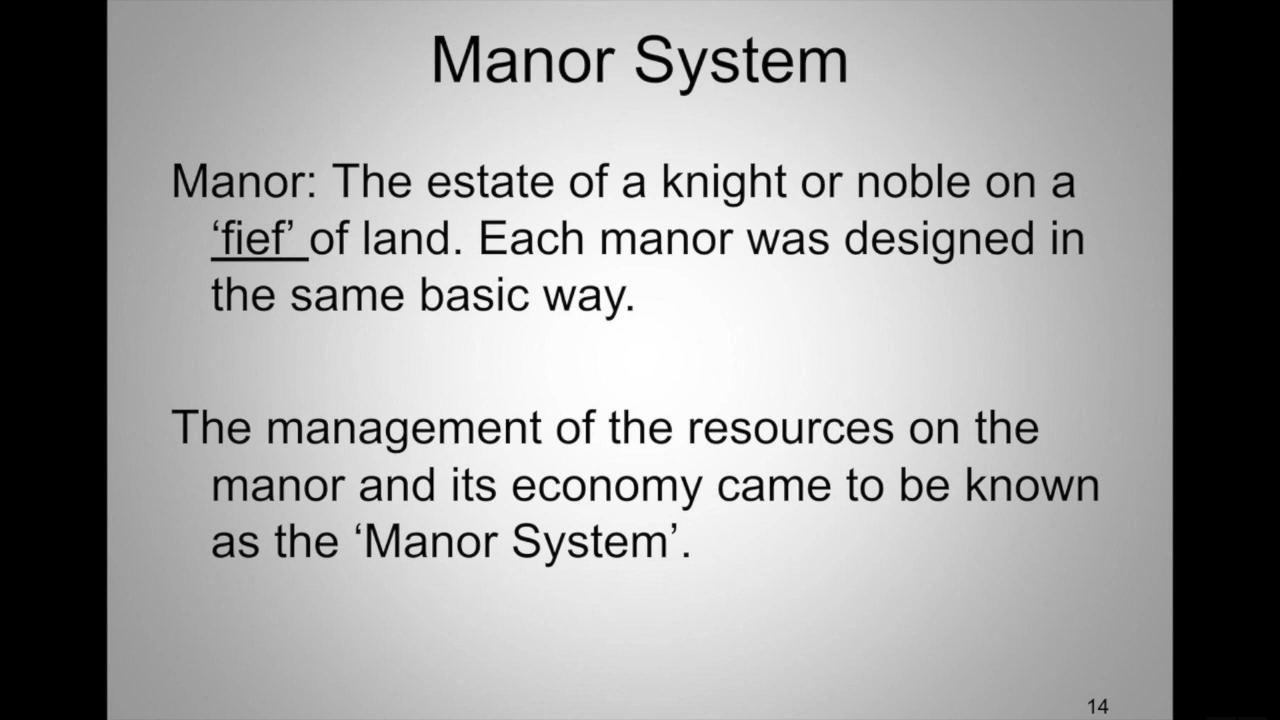 Manor System
Manor: The estate of a knight or noble on a
‘fief’ of land. Each manor was designed in
the same basic way.
The management of the resources on the
manor and its economy came to be known
as the ‘Manor System’.
14